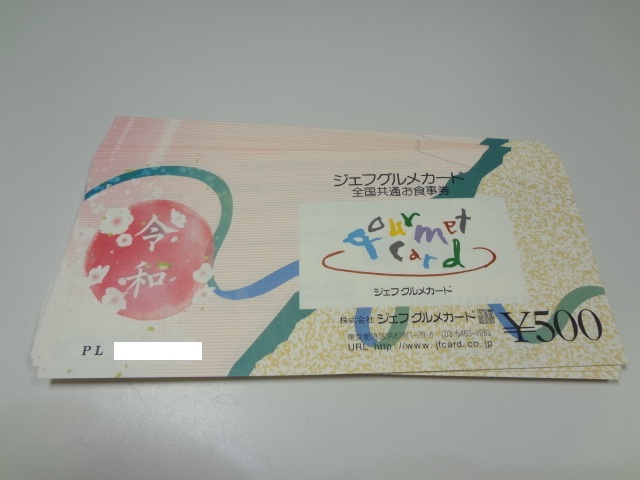 ジェフグルメカード
全国共通お食事券
令和
gourmet
card
ジェフグルメカード
株式会社 ジェフグルメカード
¥500
URL http://www.jfcard.co.jp
PL